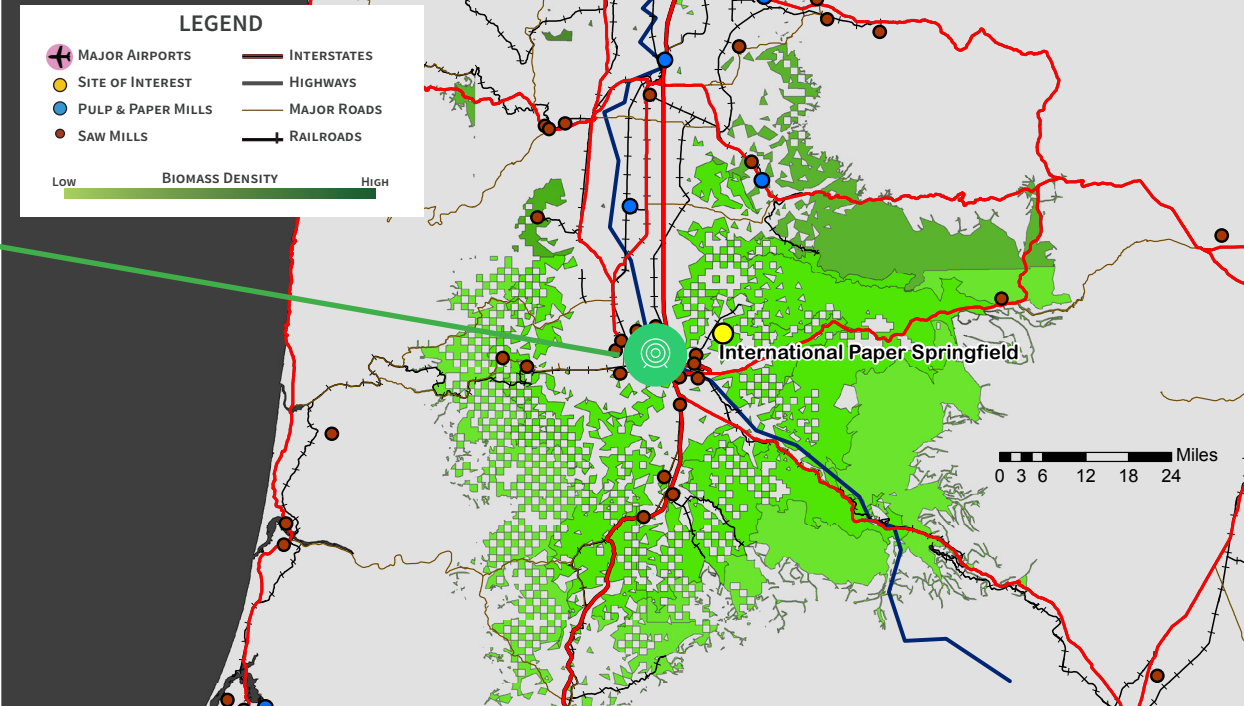 LEGEND
MAJOR AIRPORTS
INTERSTATES
SITE OF INTEREST
HIGHWAYS
PULP & PAPER MILLS
MAJOR ROADS
SAW MILLS
RAILROADS
BIOMASS DENSITY
LOW
HIGH
International Paper Springfield
Miles
0 3 6 12 18 24